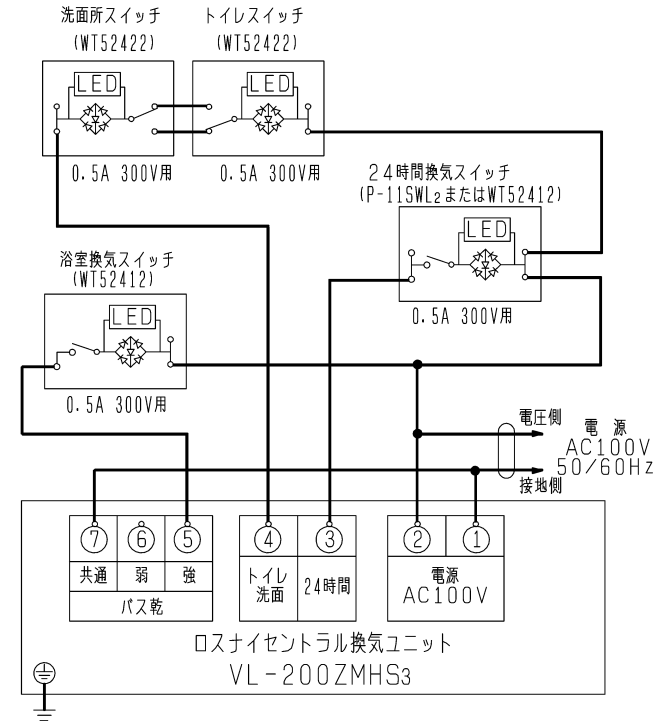 洗面所スイッチ
(WT52422)
トイレスイッチ
(WT52422)
LED
LED
0.5A 300V用
0.5A 300V用
24時間換気スイッチ
(P-11SWL2またはWT52412)
LED
0.5A 300V用
浴室換気スイッチ
(WT52412)
LED
0.5A 300V用
電圧側
接地側
電 源
AC100V
50/60Hz
7
6
5
4
3
2
1
共通
弱
強
バス乾
トイレ
洗面
24時間
電源
AC100V
ロスナイセントラル換気ユニット
VL-200ZMHS3